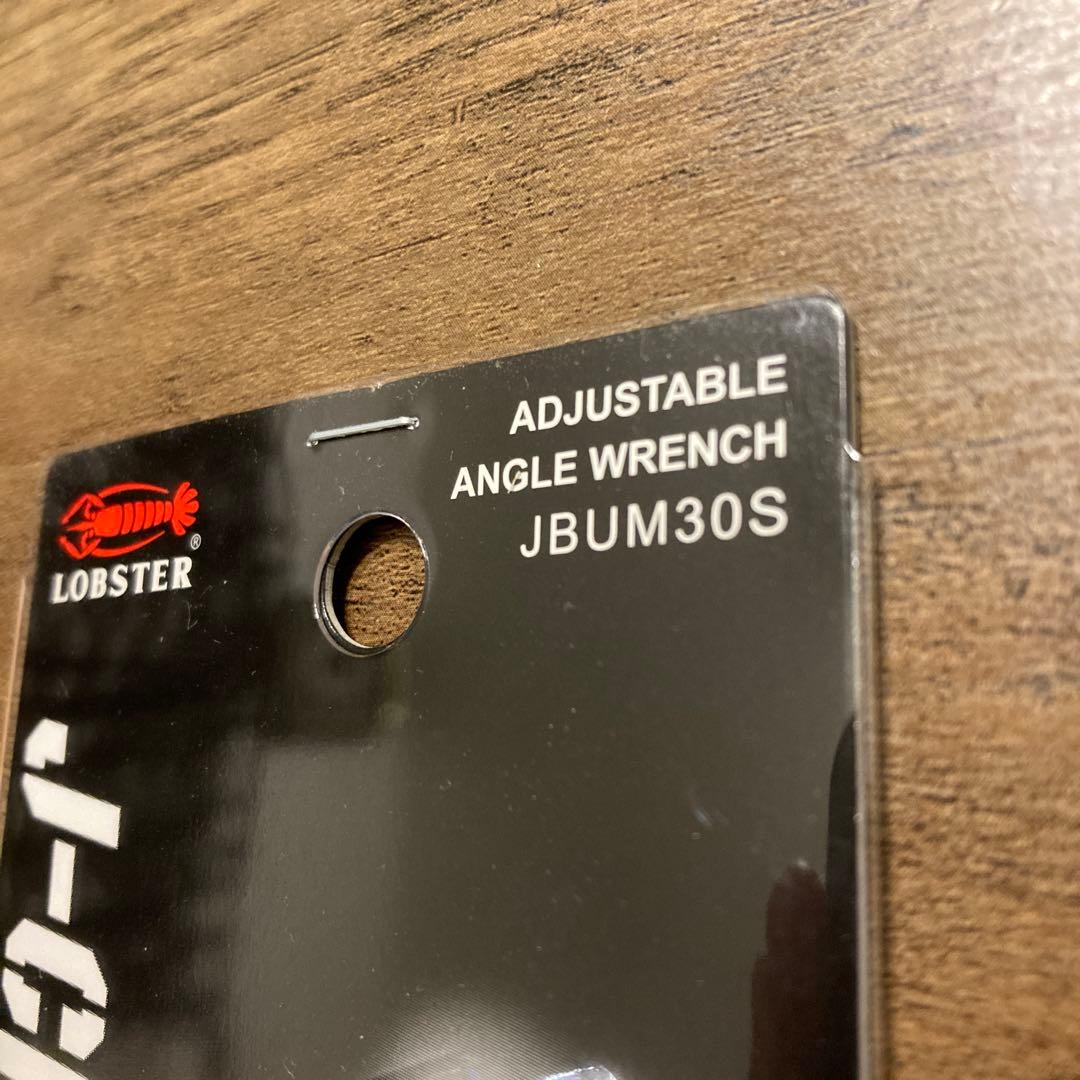 ADJUSTABLE
ANGLE WRENCH
JBUM30S
LOBSTER®